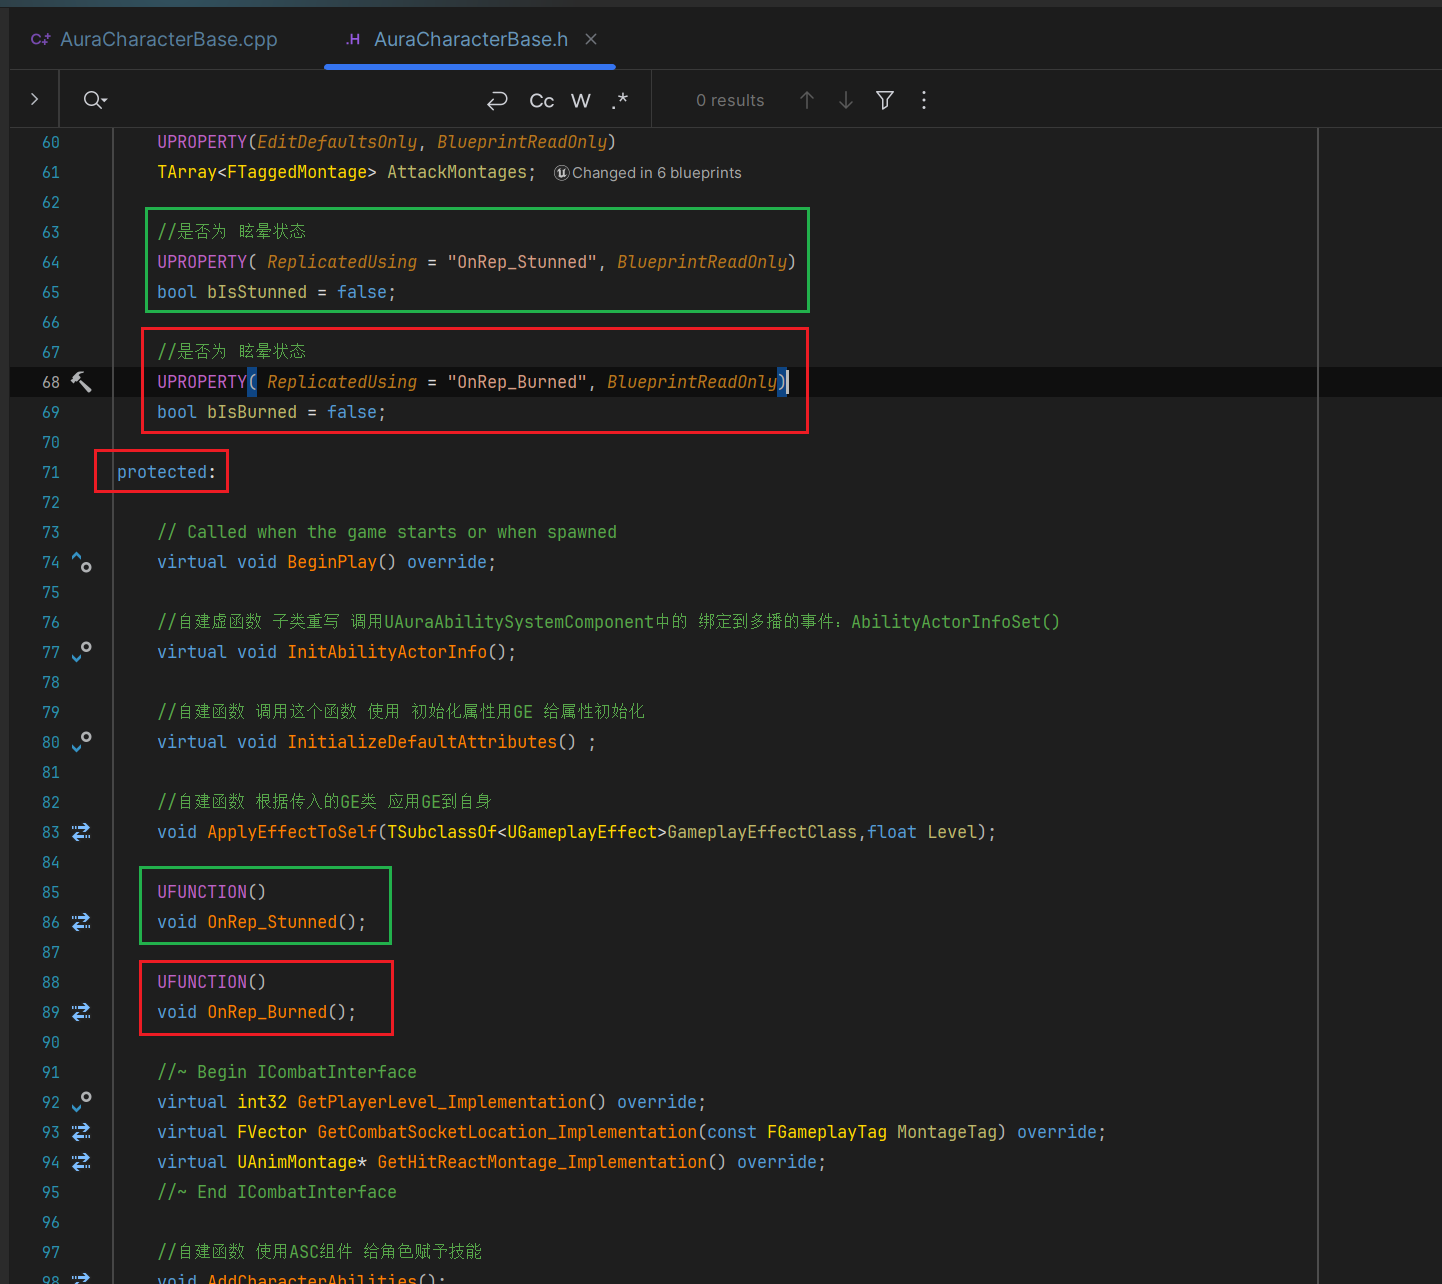 AuraCharacterBase.cpp
.H AuraCharacterBase.h
Cc W .* 0 results
60 UPROPERTY(EditDefaultsOnly, BlueprintReadOnly)
61 TArray<FTaggedMontage> AttackMontages; Changed in 6 blueprints
62
63 //是否为 眩晕状态
64 UPROPERTY( ReplicatedUsing = "OnRep_Stunned", BlueprintReadOnly)
65 bool bIsStunned = false;
66
67 //是否为 眩晕状态
68 UPROPERTY( ReplicatedUsing = "OnRep_Burned", BlueprintReadOnly)
69 bool bIsBurned = false;
70
71 protected:
72
73 // Called when the game starts or when spawned
74 virtual void BeginPlay() override;
75
76 //自建虚函数 子类重写 调用UAuraAbilitySystemComponent中的 绑定到多播的事件：AbilityActorInfoSet()
77 virtual void InitAbilityActorInfo();
78
79 //自建函数 调用这个函数 使用 初始化属性用GE 给属性初始化
80 virtual void InitializeDefaultAttributes() ;
81
82 //自建函数 根据传入的GE类 应用GE到自身
83 void ApplyEffectToSelf(TSubclassOf<UGameplayEffect>GameplayEffectClass,float Level);
84
85 UFUNCTION()
86 void OnRep_Stunned();
87
88 UFUNCTION()
89 void OnRep_Burned();
90
91 //~ Begin ICombatInterface
92 virtual int32 GetPlayerLevel_Implementation() override;
93 virtual FVector GetCombatSocketLocation_Implementation(const FGameplayTag MontageTag) override;
94 virtual UAnimMontage* GetHitReactMontage_Implementation() override;
95 //~ End ICombatInterface
96
97 //自建函数 使用ASC组件 给角色赋予技能
98 void AddCharacterAbilities();